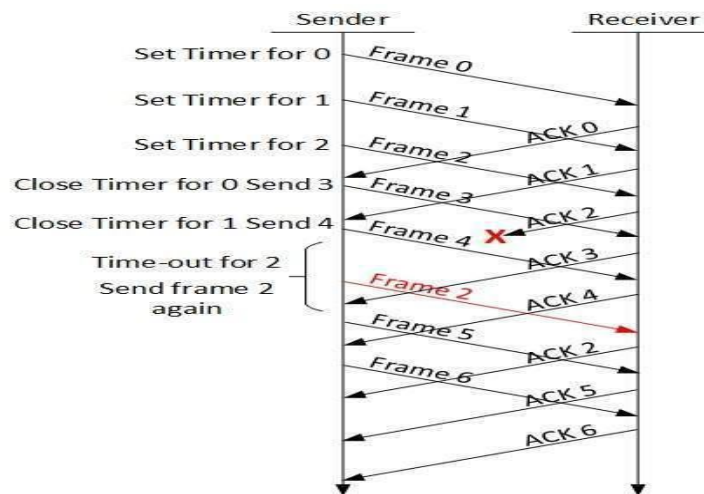 Sender
Receiver
Set Timer for 0
Frame 0
Set Timer for 1
Frame 1
ACK 0
Set Timer for 2
Frame 2
ACK 1
Close Timer for 0 Send 3
Frame 3
ACK 2
Close Timer for 1 Send 4
Frame 4
X
ACK 3
Time-out for 2
Send frame 2
again
Frame 2
ACK 4
Frame 5
ACK 2
Frame 6
ACK 5
ACK 6